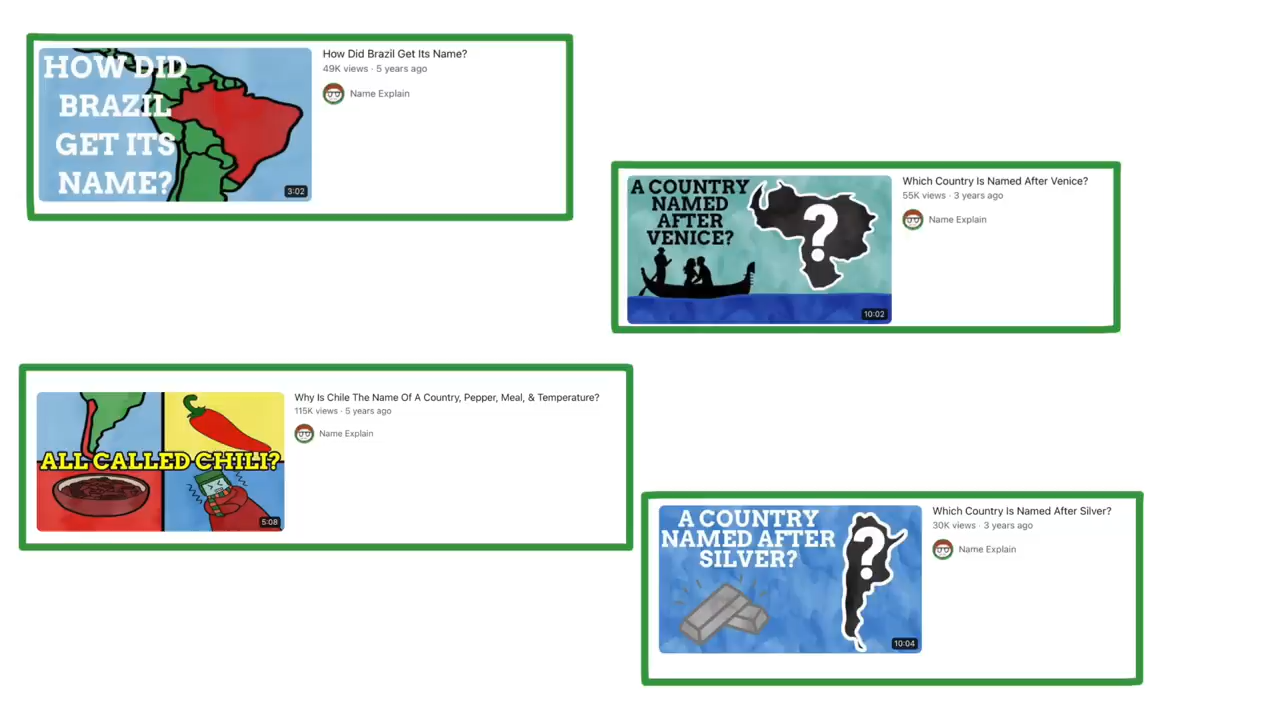 HOW DID
BRAZIL
GET ITS
NAME?
3:02
How Did Brazil Get Its Name?
49K views · 5 years ago
Name Explain
A COUNTRY
NAMED
AFTER
VENICE?
?
10:02
Which Country Is Named After Venice?
55K views · 3 years ago
Name Explain
ALL CALLED CHILI?
5:08
Why Is Chile The Name Of A Country, Pepper, Meal, & Temperature?
115K views · 5 years ago
Name Explain
A COUNTRY
NAMED AFTER
SILVER?
?
10:04
Which Country Is Named After Silver?
30K views · 3 years ago
Name Explain